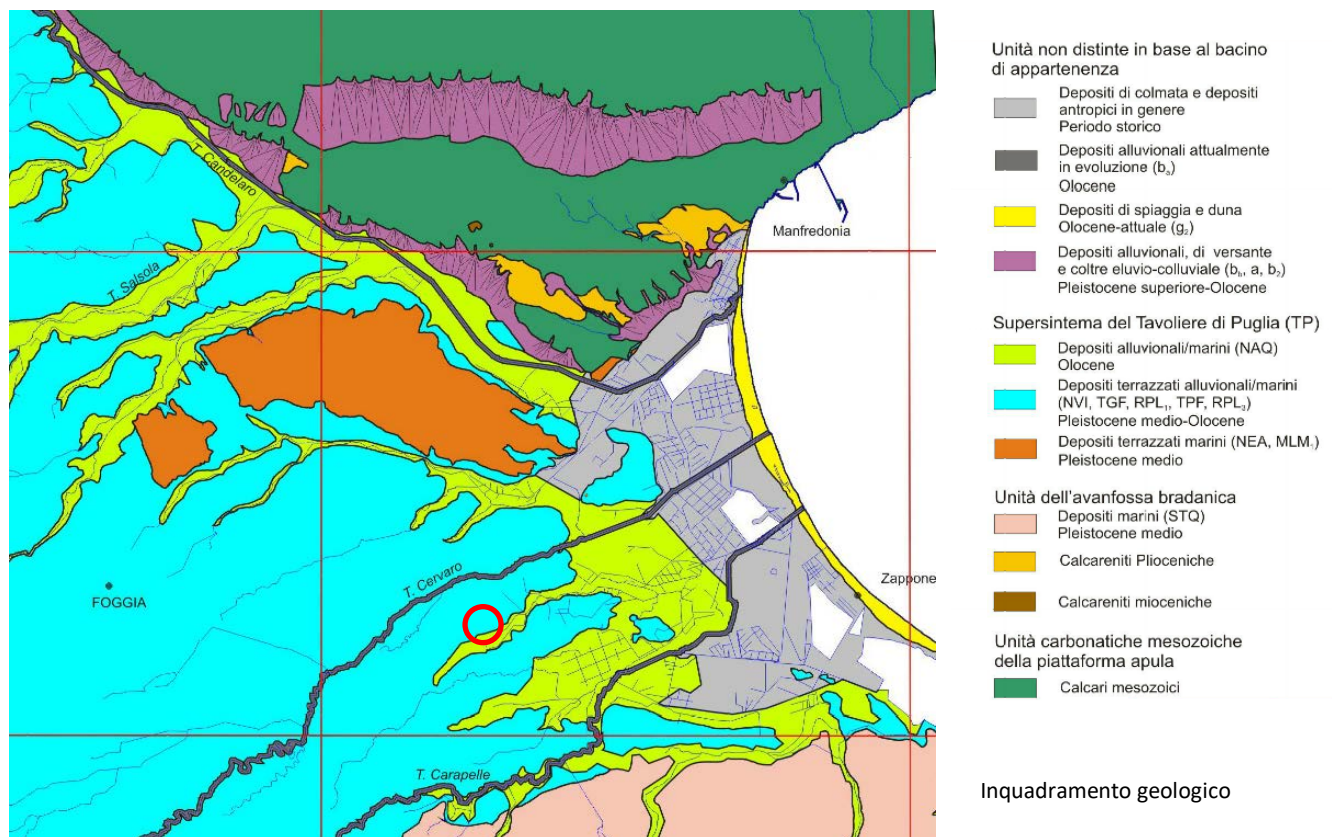 T. Candelaro
T. Salsola
Manfredonia
T. Cervaro
FOGGIA
Zappone
T. Carapelle
Unità non distinte in base al bacino
di appartenenza
Depositi di colmata e depositi
antropici in genere
Periodo storico
Depositi alluvionali attualmente
in evoluzione (bₐ)
Olocene
Depositi di spiaggia e duna
Olocene-attuale (g₂)
Depositi alluvionali, di versante
e coltre eluvio-colluviale (bₕ, a, b₂)
Pleistocene superiore-Olocene
Supersintema del Tavoliere di Puglia (TP)
Depositi alluvionali/marini (NAQ)
Olocene
Depositi terrazzati alluvionali/marini
(NVI, TGF, RPL₁, TPF, RPL₃)
Pleistocene medio-Olocene
Depositi terrazzati marini (NEA, MLM₁)
Pleistocene medio
Unità dell'avanfossa bradanica
Depositi marini (STQ)
Pleistocene medio
Calcareniti Plioceniche
Calcareniti mioceniche
Unità carbonatiche mesozoiche
della piattaforma apula
Calcari mesozoici
Inquadramento geologico